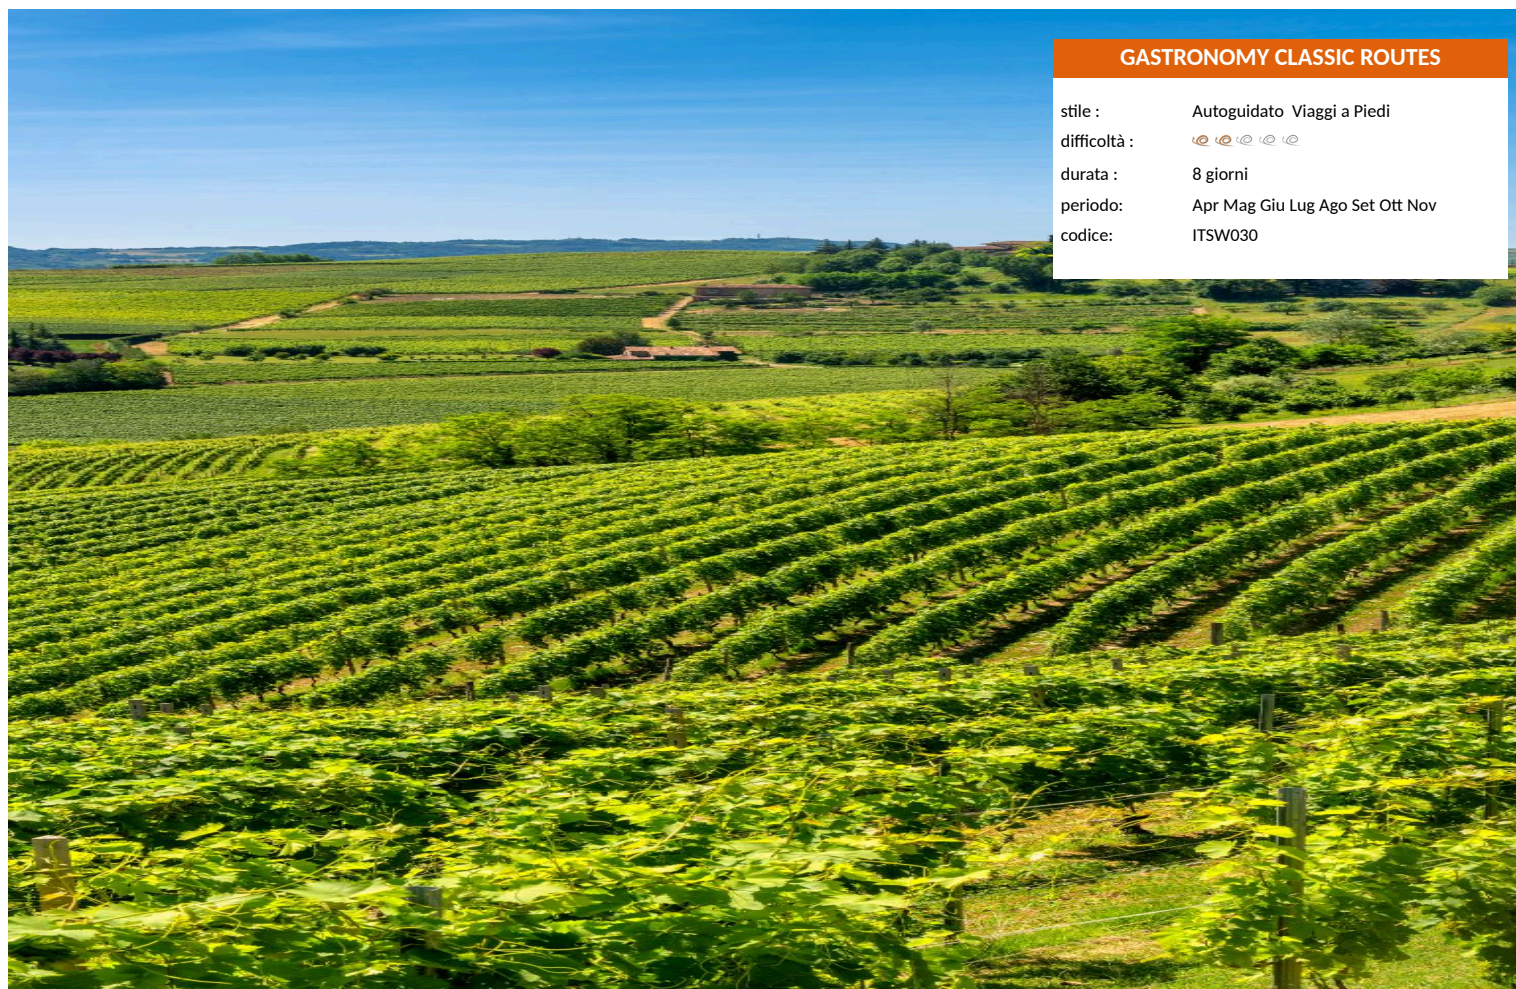 GASTRONOMY CLASSIC ROUTES
stile : Autoguidato  Viaggi a Piedi
difficoltà :
durata : 8 giorni
periodo: Apr Mag Giu Lug Ago Set Ott Nov
codice: ITSW030